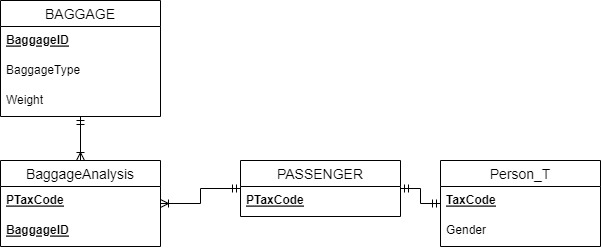 BAGGAGE
BaggageID
BaggageType
Weight
BaggageAnalysis
PTaxCode
BaggageID
PASSENGER
PTaxCode
Person_T
TaxCode
Gender